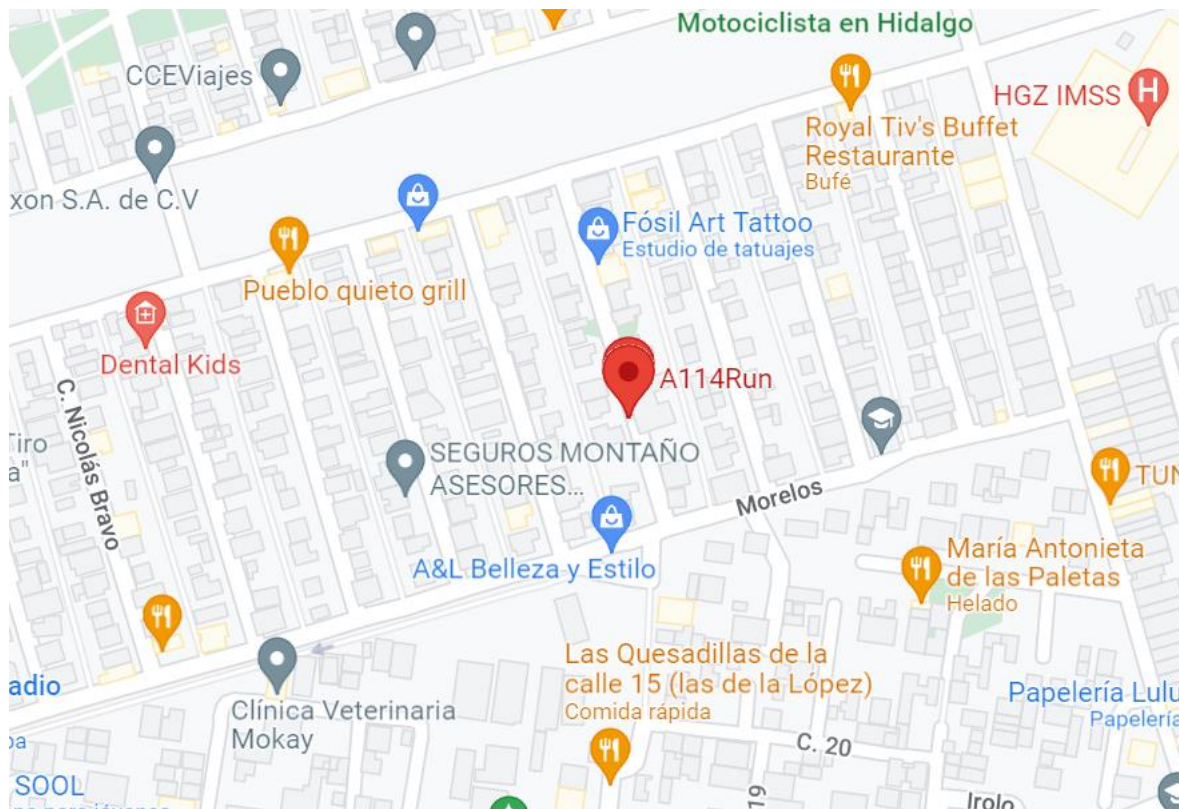 Motociclista en Hidalgo
CCEViajes
HGZ IMSS
H
Royal Tiv's Buffet
Restaurante
Bufé
xon S.A. de C.V
Fósil Art Tattoo
Estudio de tatuajes
Pueblo quieto grill
Dental Kids
A114Run
C. Nicolás Bravo
Tiro
a"
SEGUROS MONTAÑO
ASESORES...
Morelos
TUN
A&L Belleza y Estilo
María Antonieta
de las Paletas
Helado
Las Quesadillas de la
calle 15 (las de la López)
Comida rápida
adio
Clínica Veterinaria
Mokay
Papelería Lulu
Papelería
C. 20
19
Irolo
SOOL